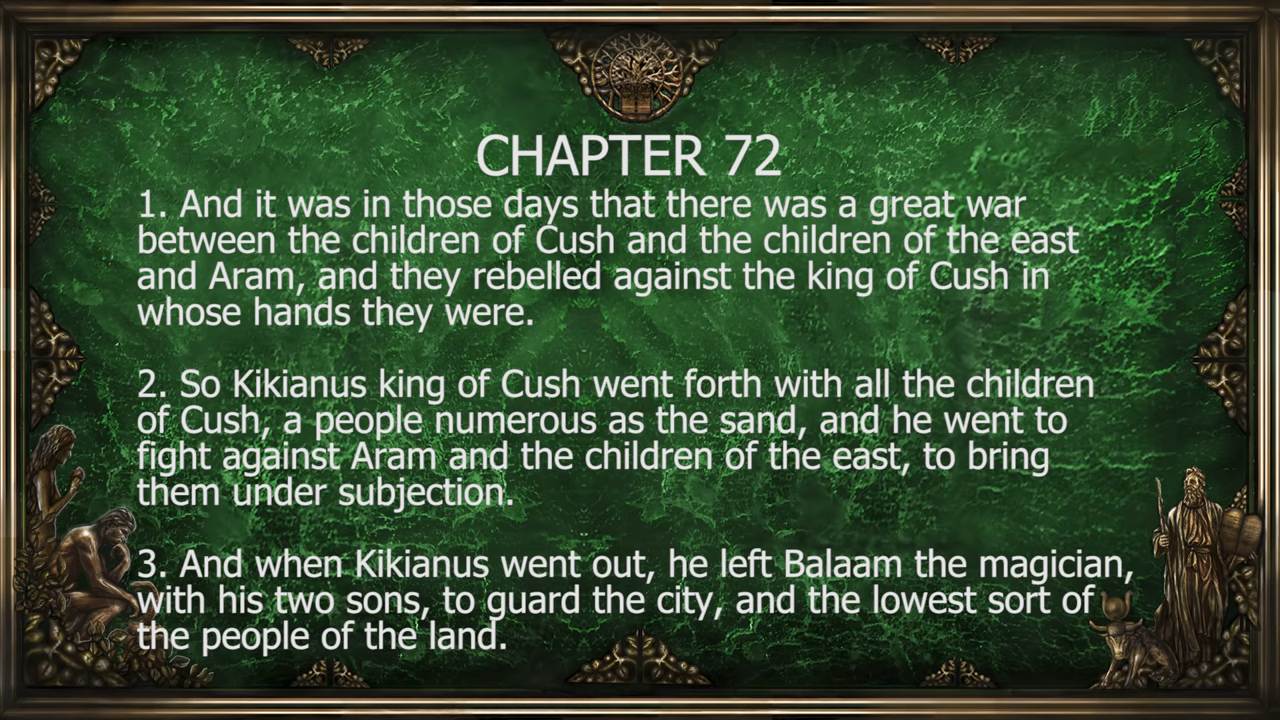 CHAPTER 72
1. And it was in those days that there was a great war
between the children of Cush and the children of the east
and Aram, and they rebelled against the king of Cush in
whose hands they were.
2. So Kikianus king of Cush went forth with all the children
of Cush, a people numerous as the sand, and he went to
fight against Aram and the children of the east, to bring
them under subjection.
3. And when Kikianus went out, he left Balaam the magician,
with his two sons, to guard the city, and the lowest sort of
the people of the land.